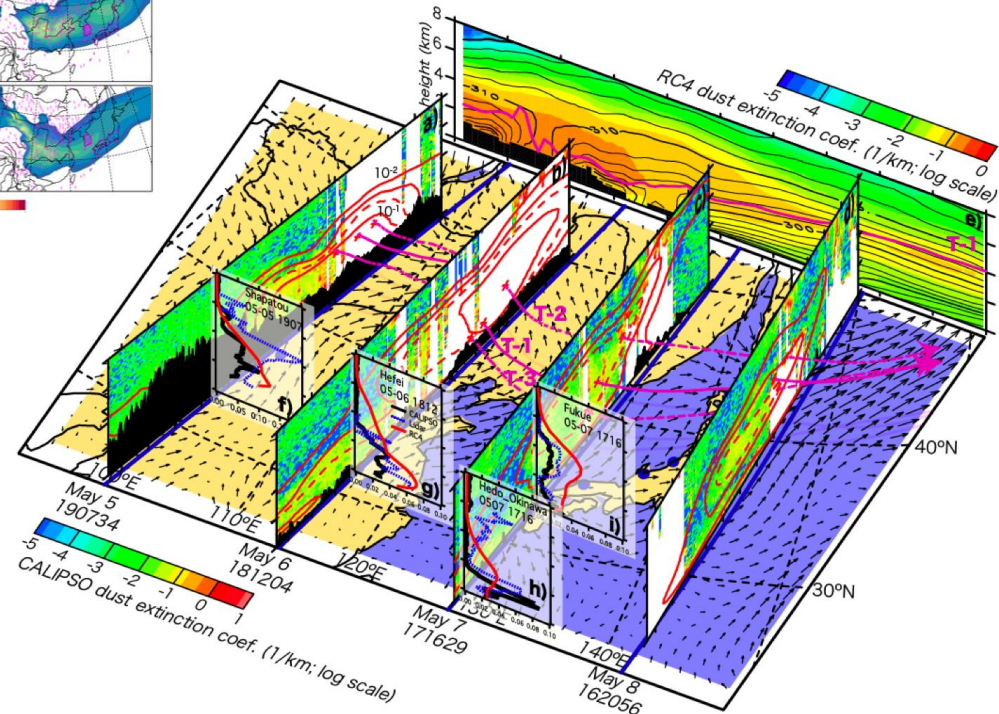 8
6
4
height (km)
RC4 dust extinction coef. (1/km; log scale)
-5
-4
-3
-2
-1
0
310
310
300
a)
b)
c)
d)
e)
T-1
10-2
10-1
T-2
T-1
T-3
Shapatou
05-05 1907
f)
Hefei
05-06 1812
CALIPSO
Lidar
RC4
g)
Fukue
05-07 1716
i)
Hedo_Okinawa
0507 1716
h)
40ºN
30ºN
110ºE
120ºE
140ºE
May 5
190734
May 6
181204
May 7
171629
May 8
162056
-5
-4
-3
-2
-1
0
1
CALIPSO dust extinction coef. (1/km; log scale)